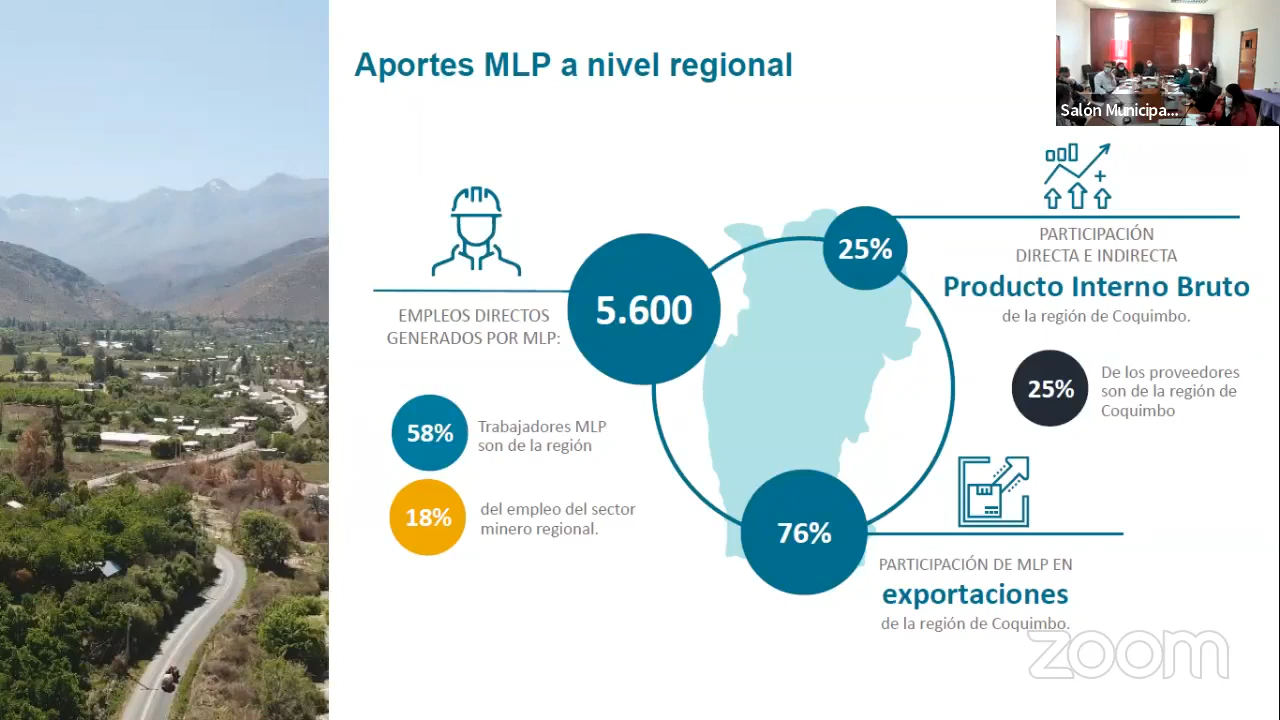 Aportes MLP a nivel regional
Salón Municipa...
EMPLEOS DIRECTOS
GENERADOS POR MLP:
5.600
58%
Trabajadores MLP
son de la región
18%
del empleo del sector
minero regional.
25%
PARTICIPACIÓN
DIRECTA E INDIRECTA
Producto Interno Bruto
de la región de Coquimbo.
25%
De los proveedores
son de la región de
Coquimbo
76%
PARTICIPACIÓN DE MLP EN
exportaciones
de la región de Coquimbo.
zoom